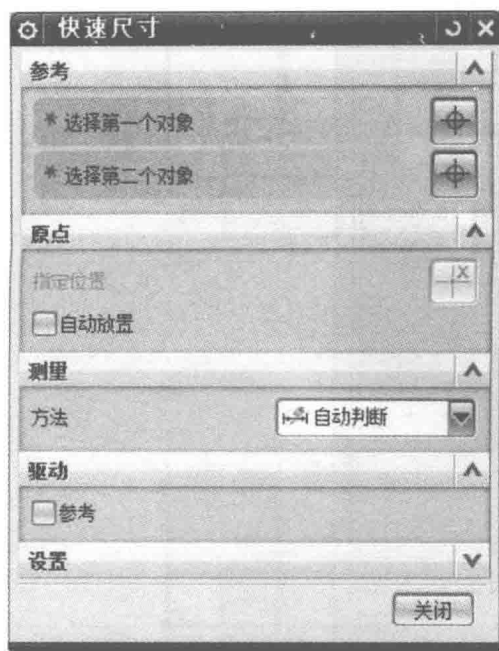 快速尺寸
参考
* 选择第一个对象
* 选择第二个对象
原点
指定位置
自动放置
测量
方法 自动判断
驱动
参考
设置
关闭